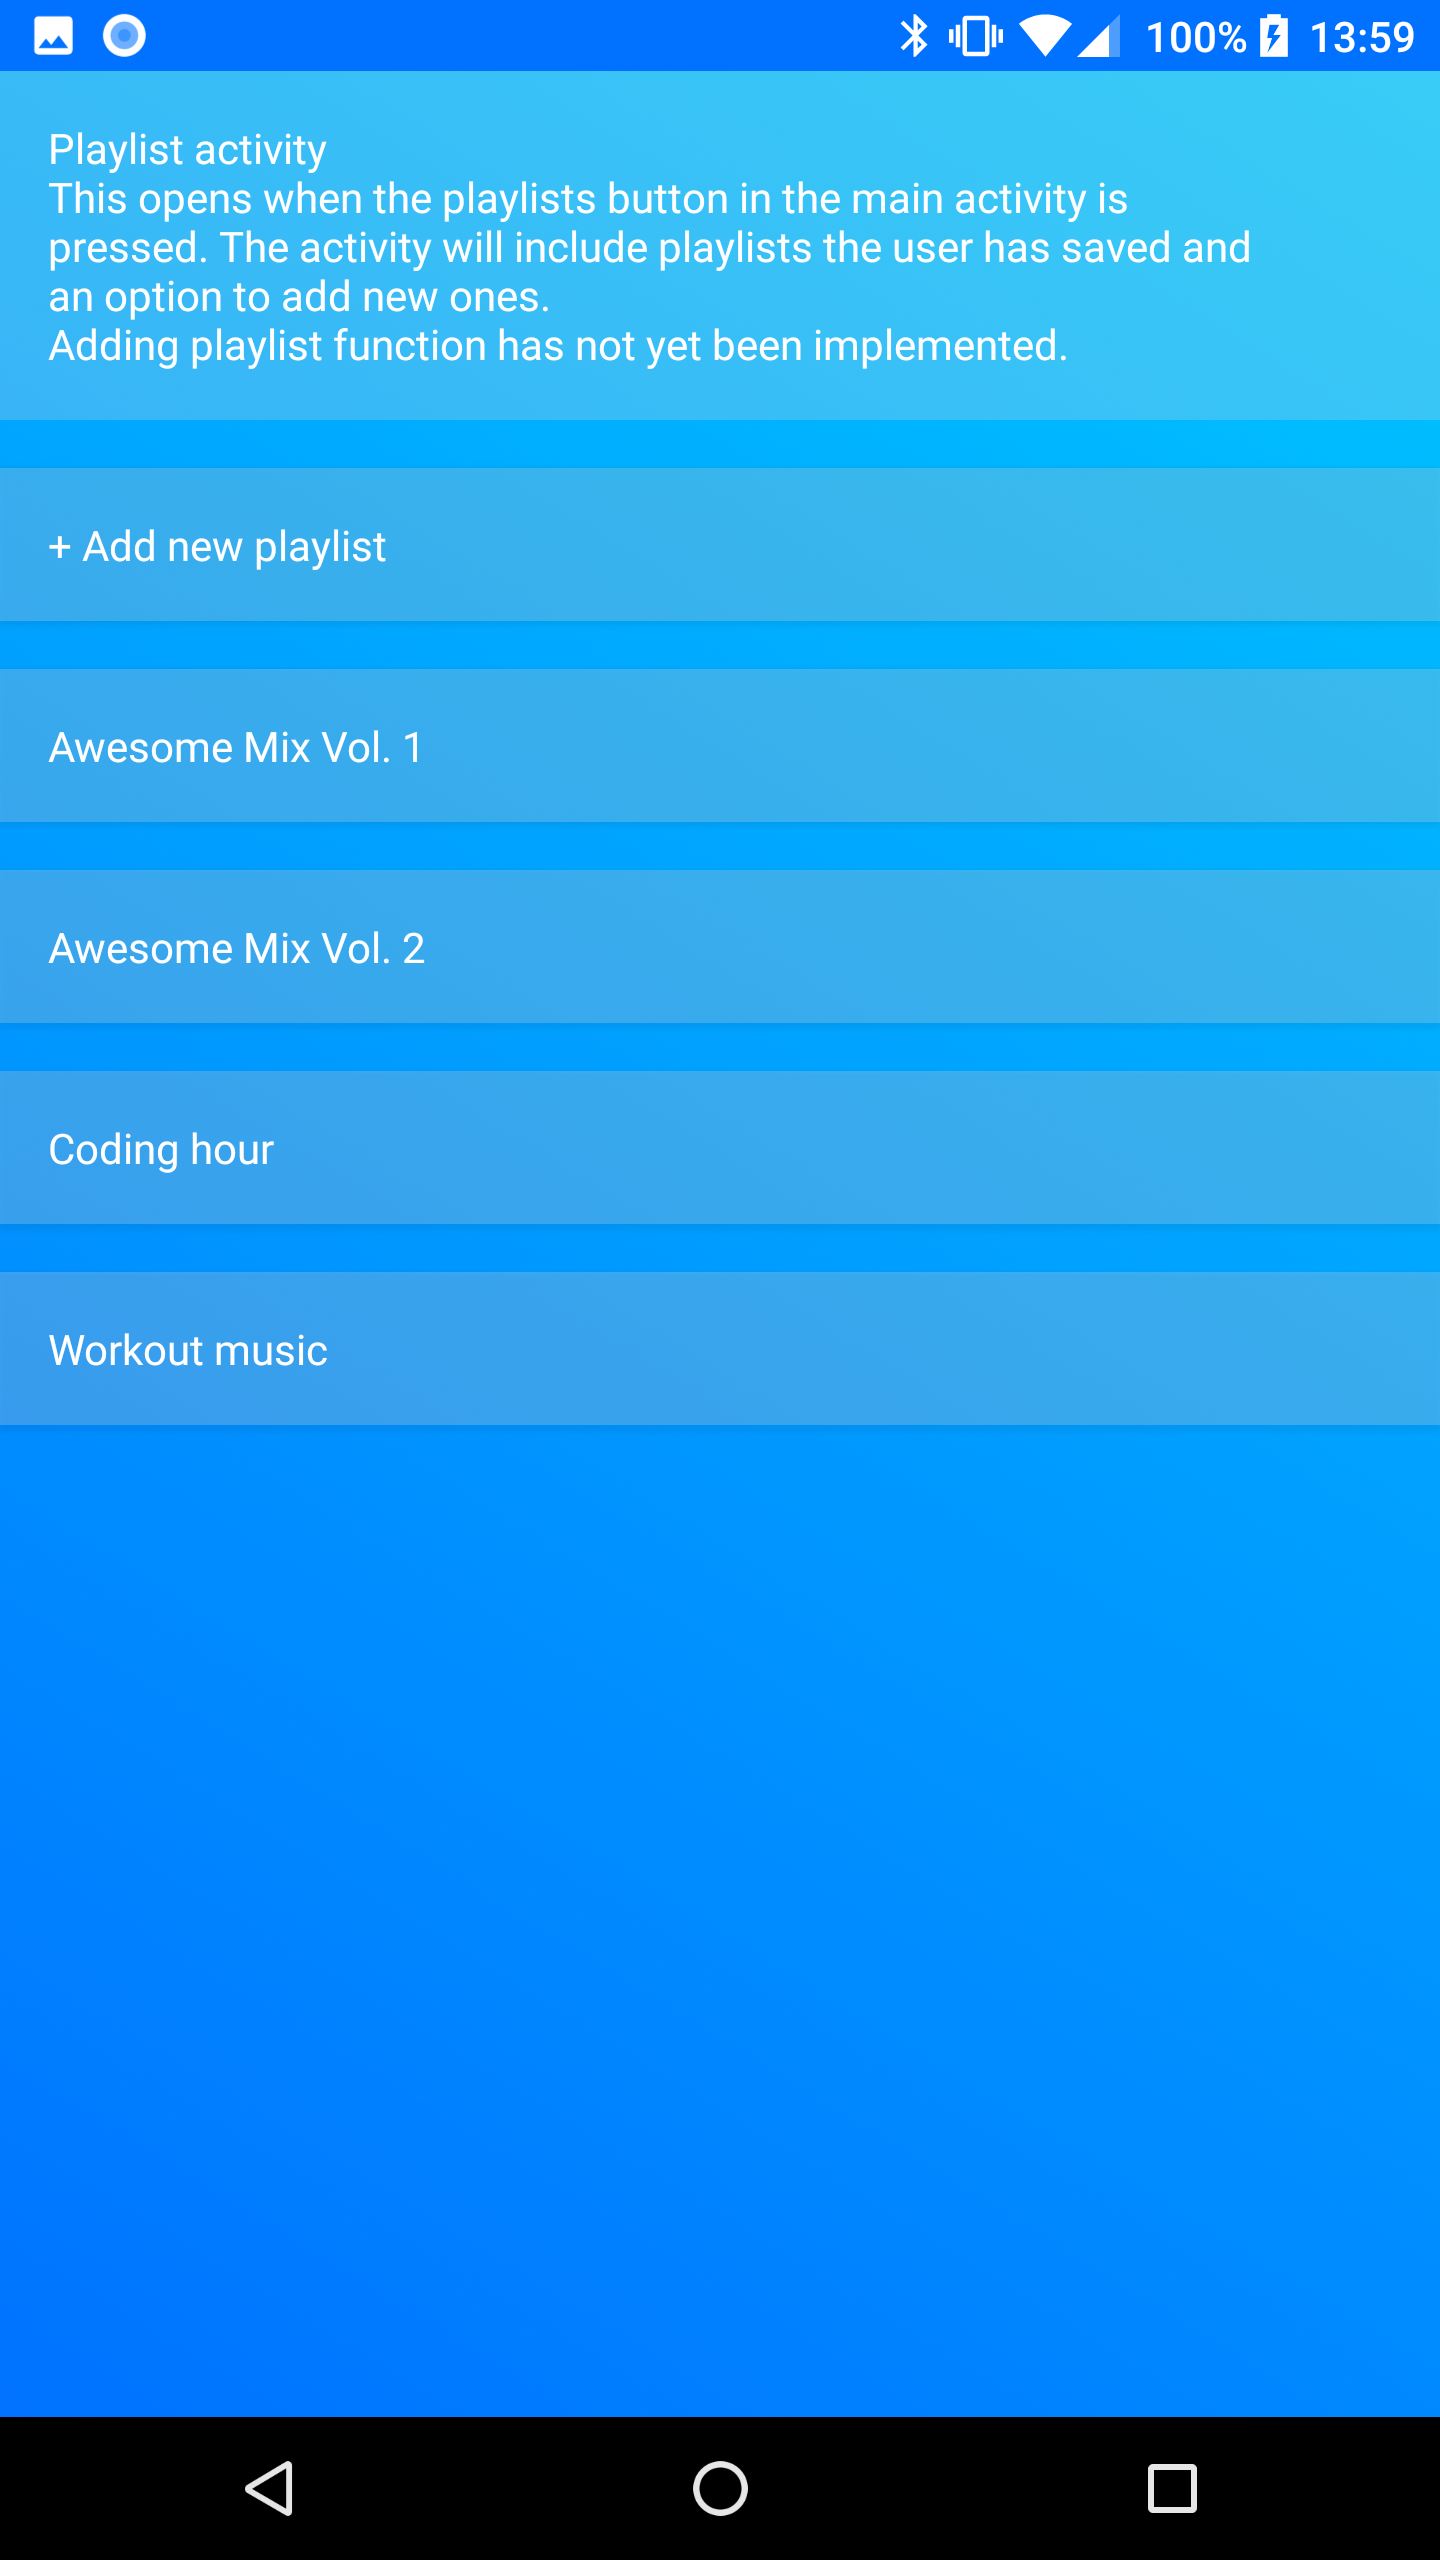 100% 13:59
Playlist activity
This opens when the playlists button in the main activity is
pressed. The activity will include playlists the user has saved and
an option to add new ones.
Adding playlist function has not yet been implemented.
+ Add new playlist
Awesome Mix Vol. 1
Awesome Mix Vol. 2
Coding hour
Workout music